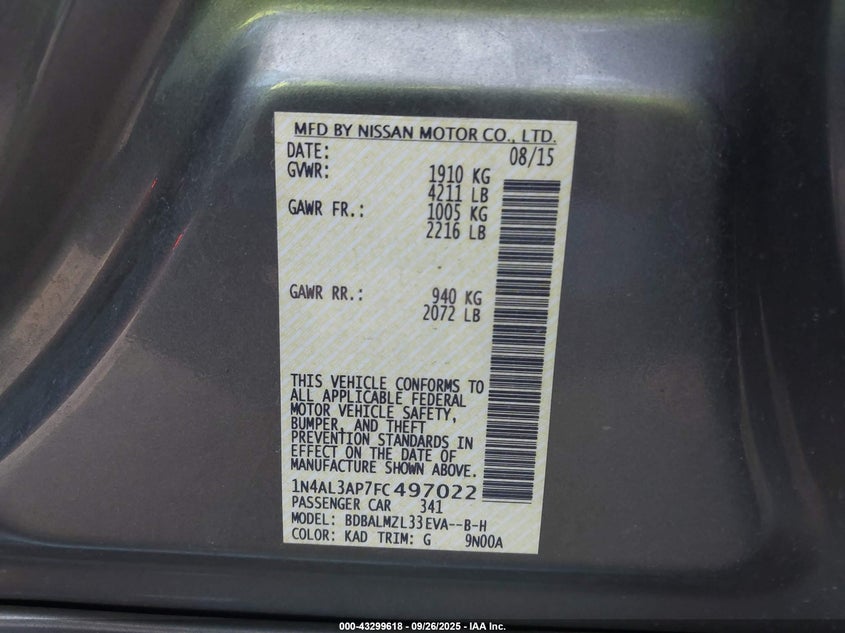 MFD BY NISSAN MOTOR CO., LTD.
DATE: 08/15
GVWR: 1910 KG
4211 LB
GAWR FR.: 1005 KG
2216 LB
GAWR RR.: 940 KG
2072 LB
THIS VEHICLE CONFORMS TO
ALL APPLICABLE FEDERAL
MOTOR VEHICLE SAFETY,
BUMPER, AND THEFT
PREVENTION STANDARDS IN
EFFECT ON THE DATE OF
MANUFACTURE SHOWN ABOVE.
1N4AL3AP7FC497022
PASSENGER CAR 341
MODEL: BDBALMZL33EVA--B-H
COLOR: KAD TRIM: G 9N00A
000-43299618 - 09/26/2025 - IAA Inc.